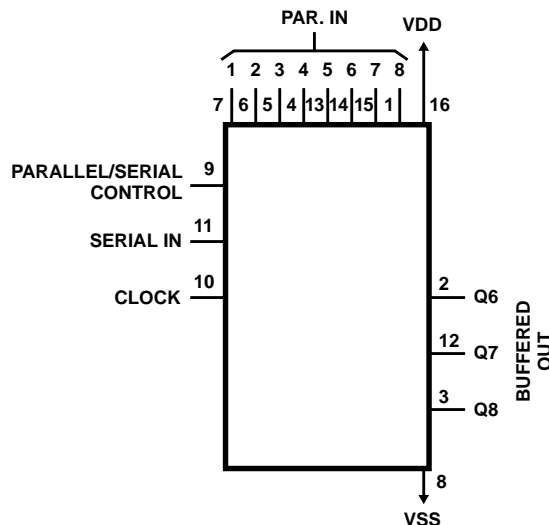 PAR. IN
VDD
1 2 3 4 5 6 7 8
7 6 5 4 13 14 15 1 16
PARALLEL/SERIAL
CONTROL
9
SERIAL IN
11
CLOCK
10
2 Q6
12 Q7
3 Q8
BUFFERED
OUT
8
VSS